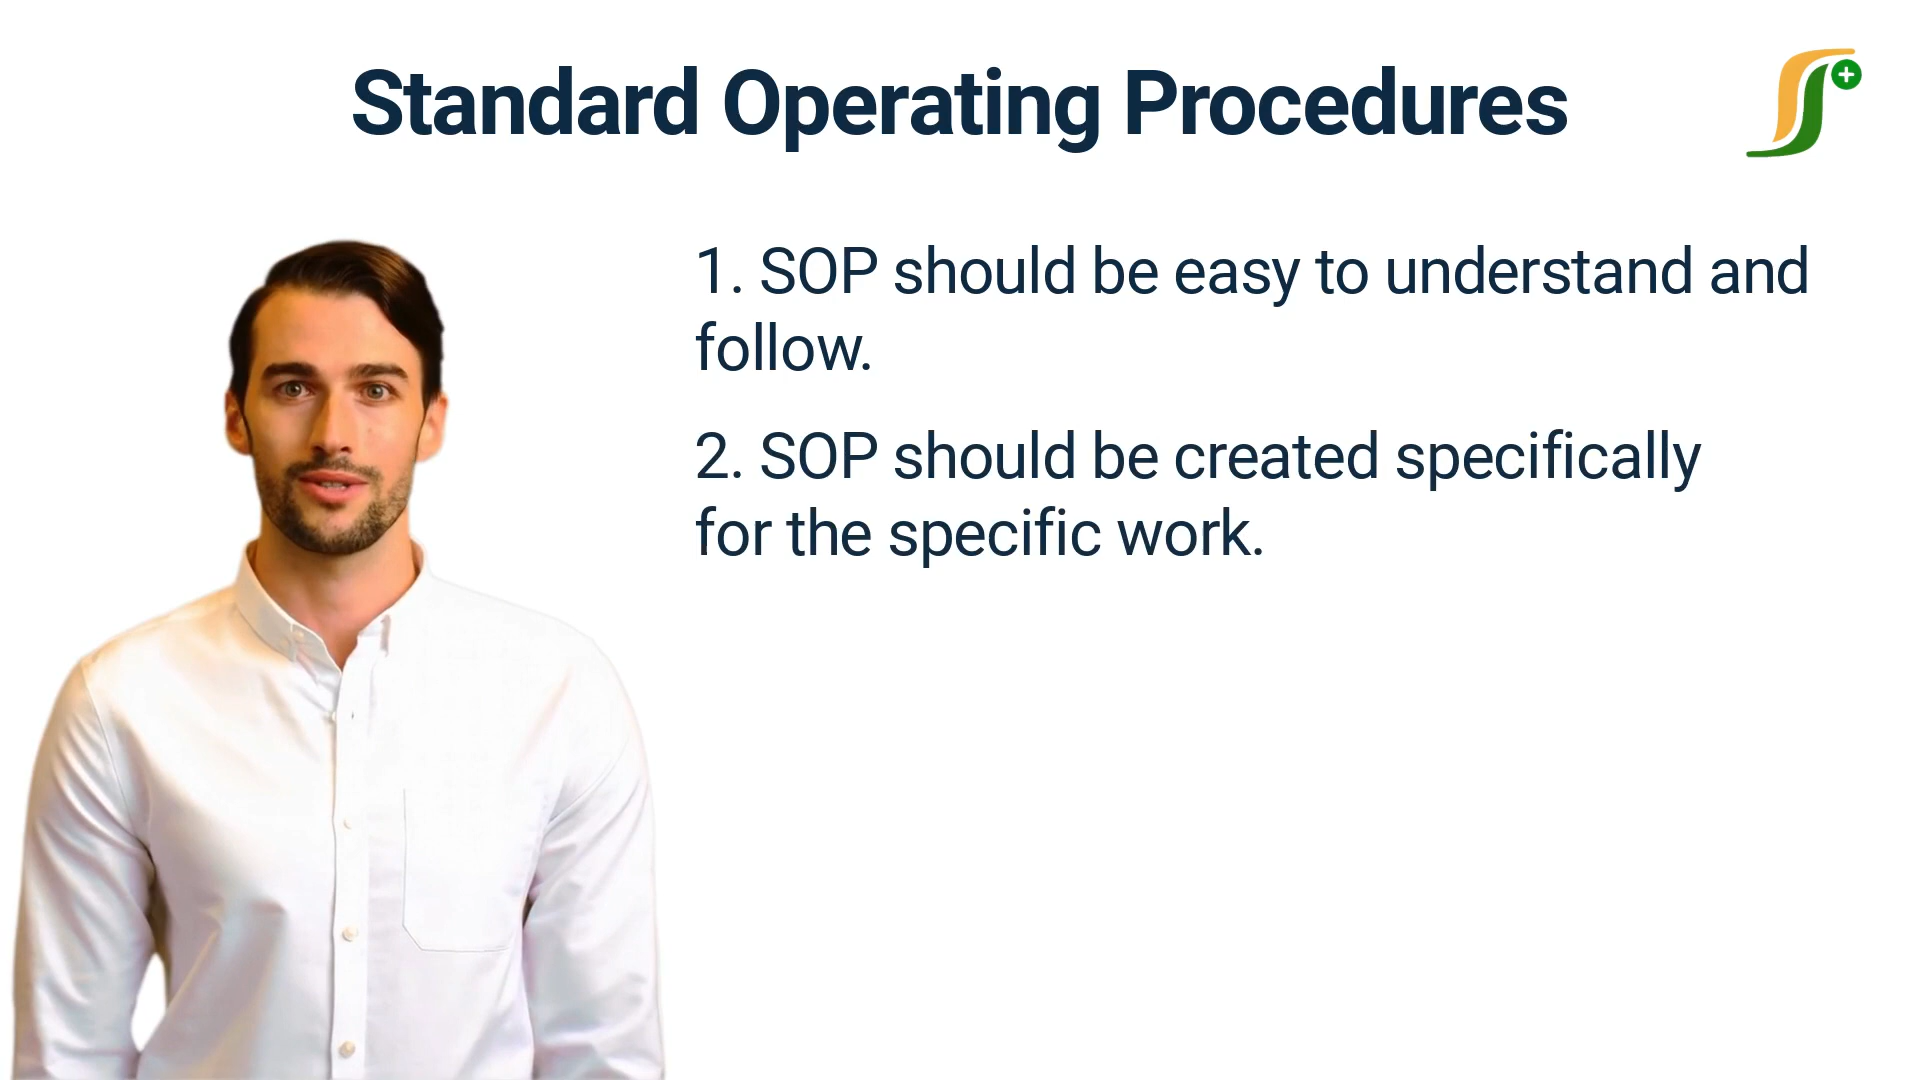 Standard Operating Procedures
1. SOP should be easy to understand and
follow.
2. SOP should be created specifically
for the specific work.